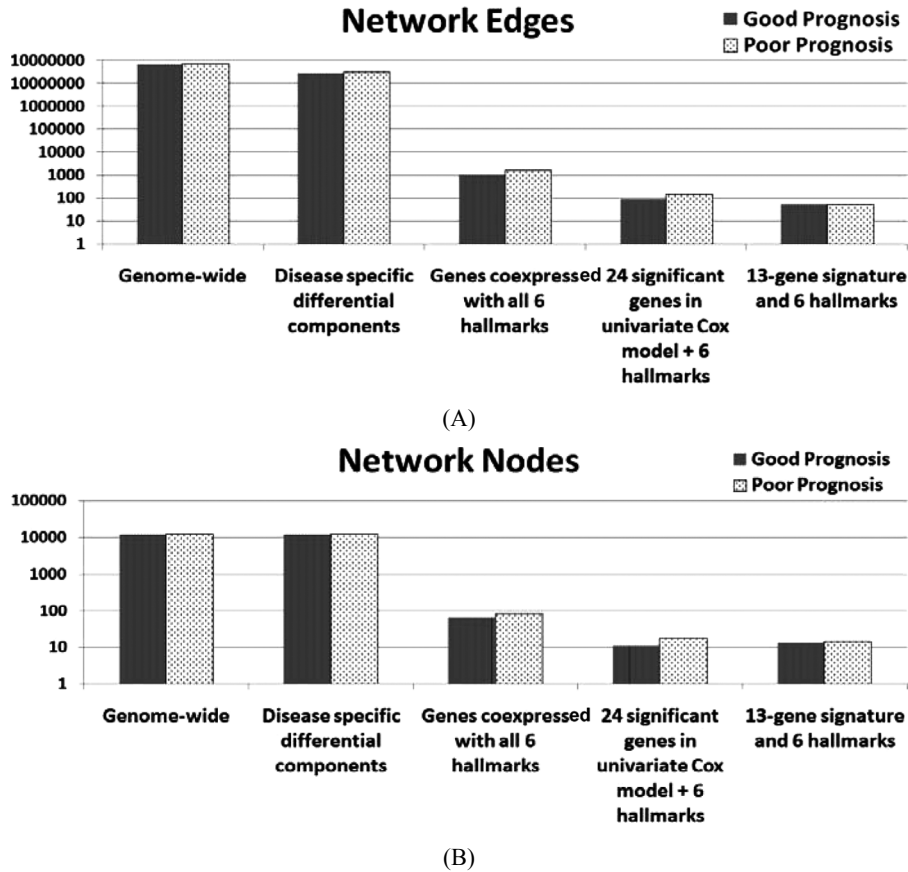 Network Edges
Good Prognosis
Poor Prognosis
10000000
10000000
1000000
100000
10000
1000
100
10
1
Genome-wide
Disease specific
differential
components
Genes coexpressed
with all 6
hallmarks
24 significant
genes in
univariate Cox
model + 6
hallmarks
13-gene signature
and 6 hallmarks
(A)
Network Nodes
Good Prognosis
Poor Prognosis
100000
10000
1000
100
10
1
Genome-wide
Disease specific
differential
components
Genes coexpressed
with all 6
hallmarks
24 significant
genes in
univariate Cox
model + 6
hallmarks
13-gene signature
and 6 hallmarks
(B)